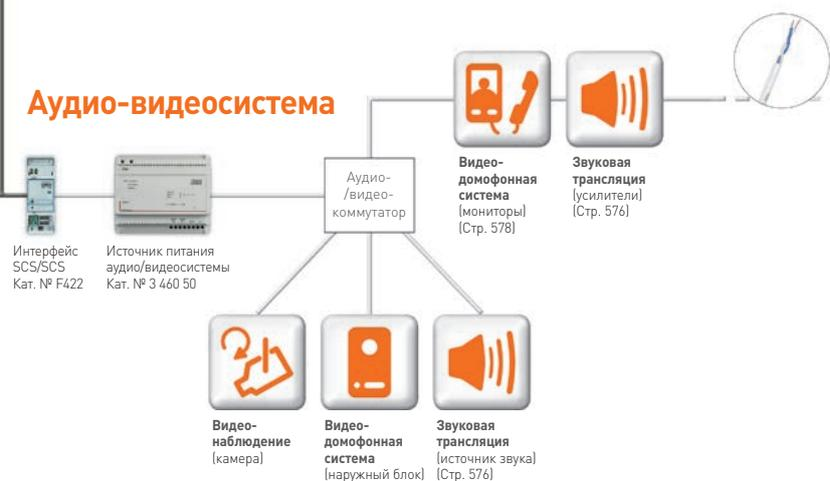 Аудио-видеосистема
Видео-
домофонная
система
(мониторы)
(Стр. 578)
Звуковая
трансляция
(усилители)
(Стр. 576)
Аудио-
/видео-
коммутатор
Интерфейс
SCS/SCS
Кат. № F422
Источник питания
аудио/видеосистемы
Кат. № 3 460 50
Видео-
наблюдение
(камера)
Видео-
домофонная
система
(наружный блок)
Звуковая
трансляция
(источник звука)
(Стр. 576)